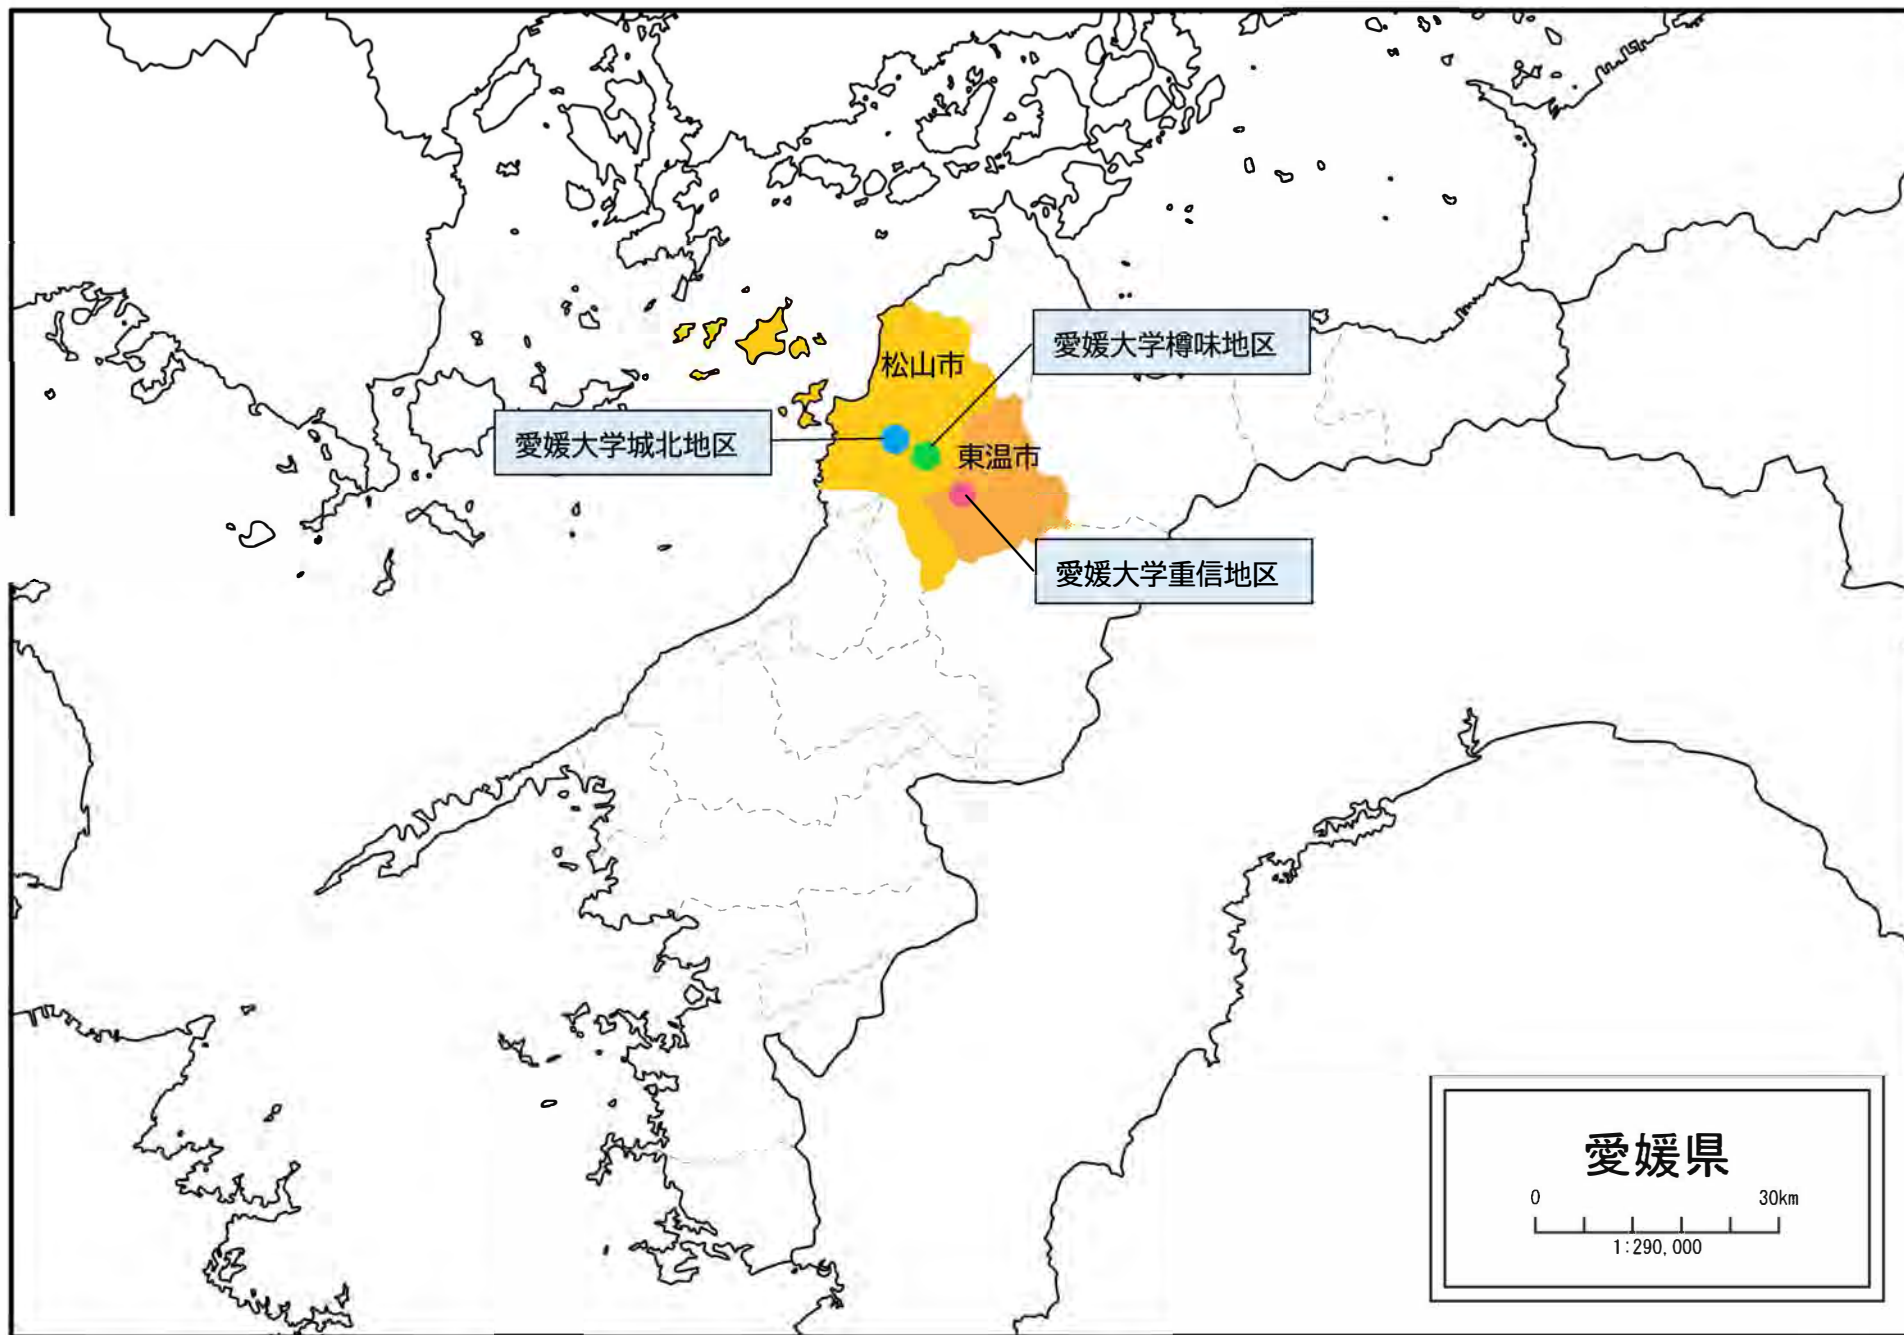 愛媛大学樽味地区
松山市
愛媛大学城北地区
東温市
愛媛大学重信地区
愛媛県
0 30km
1:290,000